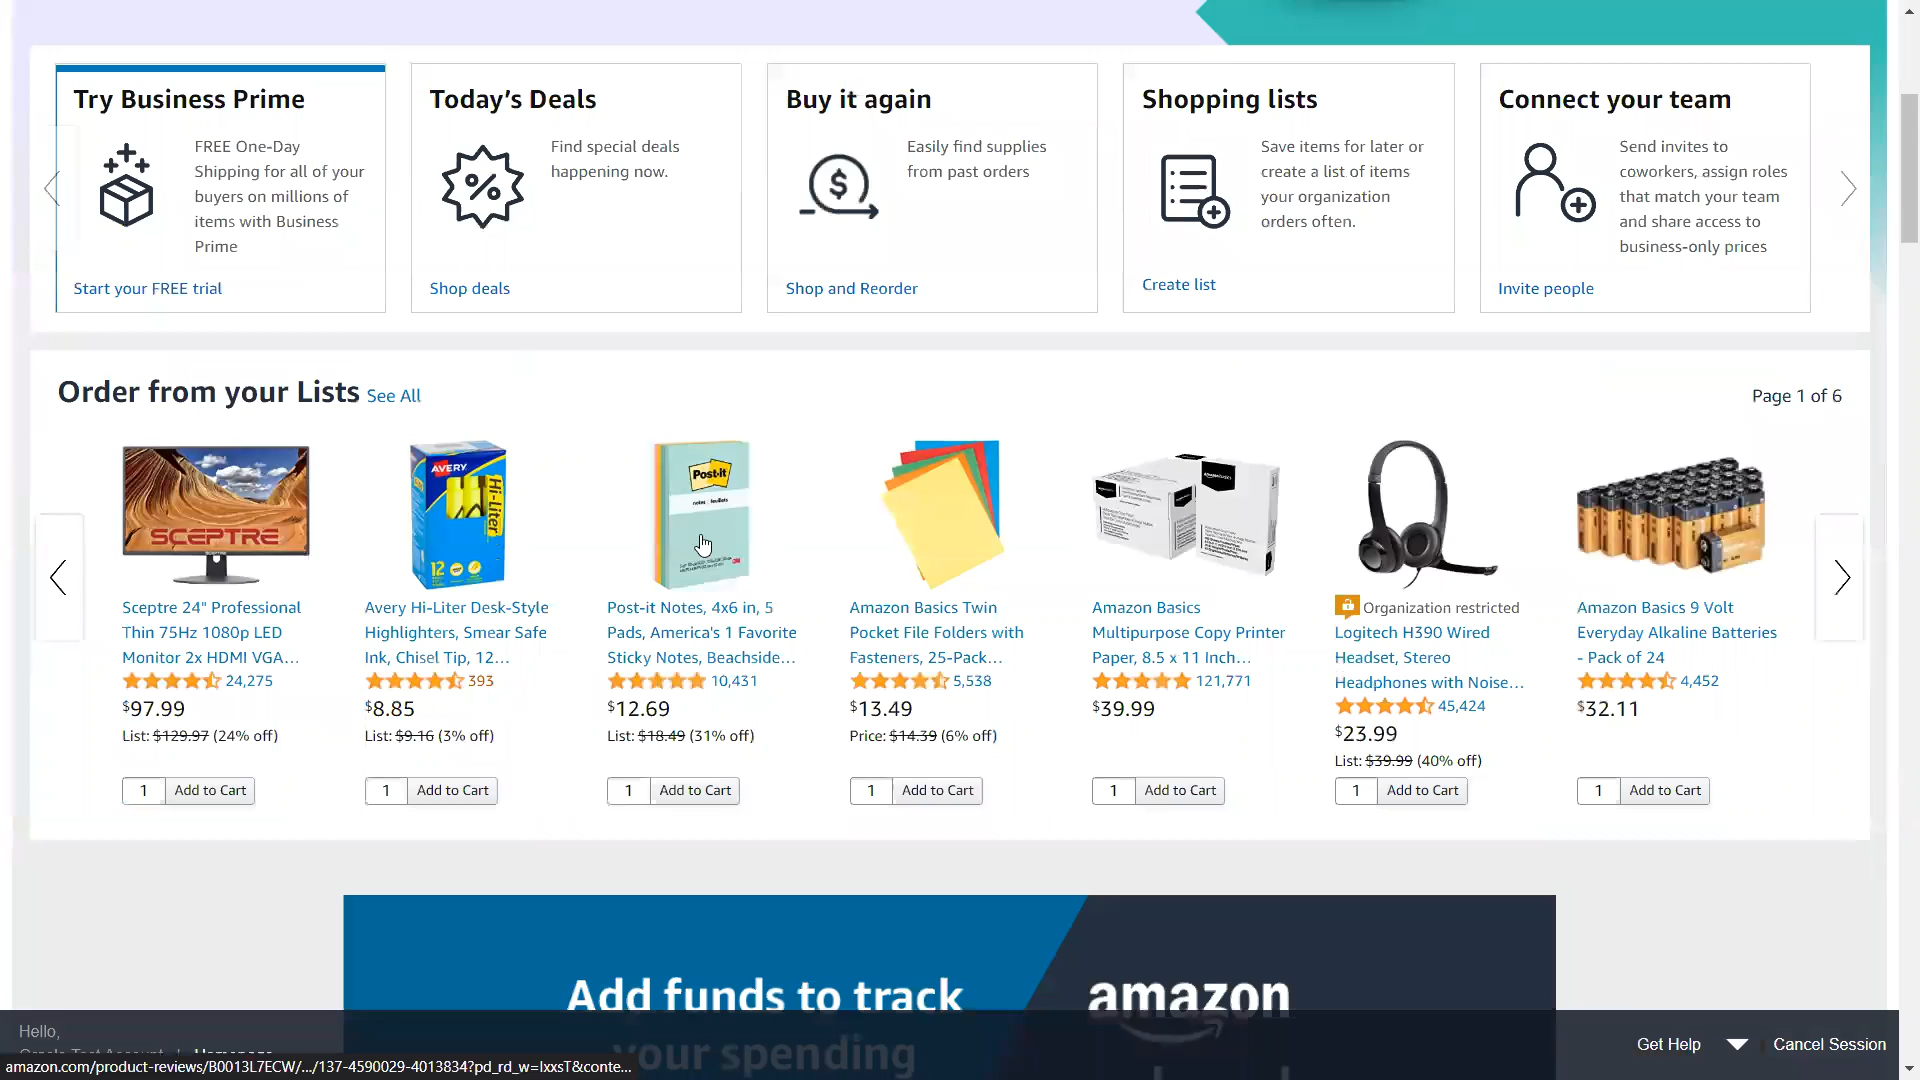 Try Business Prime
FREE One-Day
Shipping for all of your
buyers on millions of
items with Business
Prime
Start your FREE trial
Today's Deals
Find special deals
happening now.
Shop deals
Buy it again
Easily find supplies
from past orders
Shop and Reorder
Shopping lists
Save items for later or
create a list of items
your organization
orders often.
Create list
Connect your team
Send invites to
coworkers, assign roles
that match your team
and share access to
business-only prices
Invite people
Order from your Lists See All
Page 1 of 6
SCEPTRE
Sceptre 24" Professional
Thin 75Hz 1080p LED
Monitor 2x HDMI VGA...
24,275
$97.99
List: $129.97 (24% off)
1 Add to Cart
AVERY
Hi-Liter
12
Avery Hi-Liter Desk-Style
Highlighters, Smear Safe
Ink, Chisel Tip, 12...
393
$8.85
List: $9.16 (3% off)
1 Add to Cart
Post-it
Post-it Notes, 4x6 in, 5
Pads, America's 1 Favorite
Sticky Notes, Beachside...
10,431
$12.69
List: $18.49 (31% off)
1 Add to Cart
Amazon Basics Twin
Pocket File Folders with
Fasteners, 25-Pack...
5,538
$13.49
Price: $14.39 (6% off)
1 Add to Cart
Amazon Basics
Multipurpose Copy Printer
Paper, 8.5 x 11 Inch...
121,771
$39.99
1 Add to Cart
Organization restricted
Logitech H390 Wired
Headset, Stereo
Headphones with Noise...
45,424
$23.99
List: $39.99 (40% off)
1 Add to Cart
Amazon Basics 9 Volt
Everyday Alkaline Batteries
- Pack of 24
4,452
$32.11
1 Add to Cart
Add funds to track
your spending
amazon
Hello,
Get Help
Cancel Session
amazon.com/product-reviews/B0013L7ECW/.../137-4590029-4013834?pd_rd_w=IxxsT&conte...